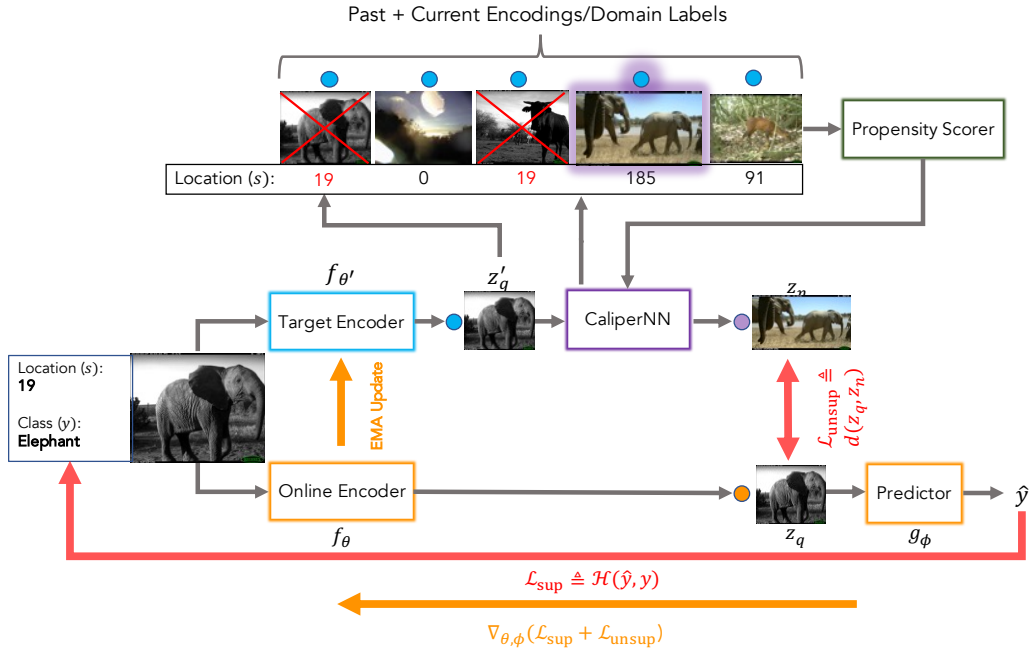 Past + Current Encodings/Domain Labels
Propensity Scorer
Location (s): 19 0 19 185 91
f_θ′
z′_q
z_n
Target Encoder
CaliperNN
Location (s):
19
Class (y):
Elephant
EMA Update
ℒ_unsup ≜
d(z_q, z_n)
Online Encoder
Predictor
ŷ
f_θ
z_q
g_ϕ
ℒ_sup ≜ ℋ(ŷ, y)
∇_θ,ϕ(ℒ_sup + ℒ_unsup)